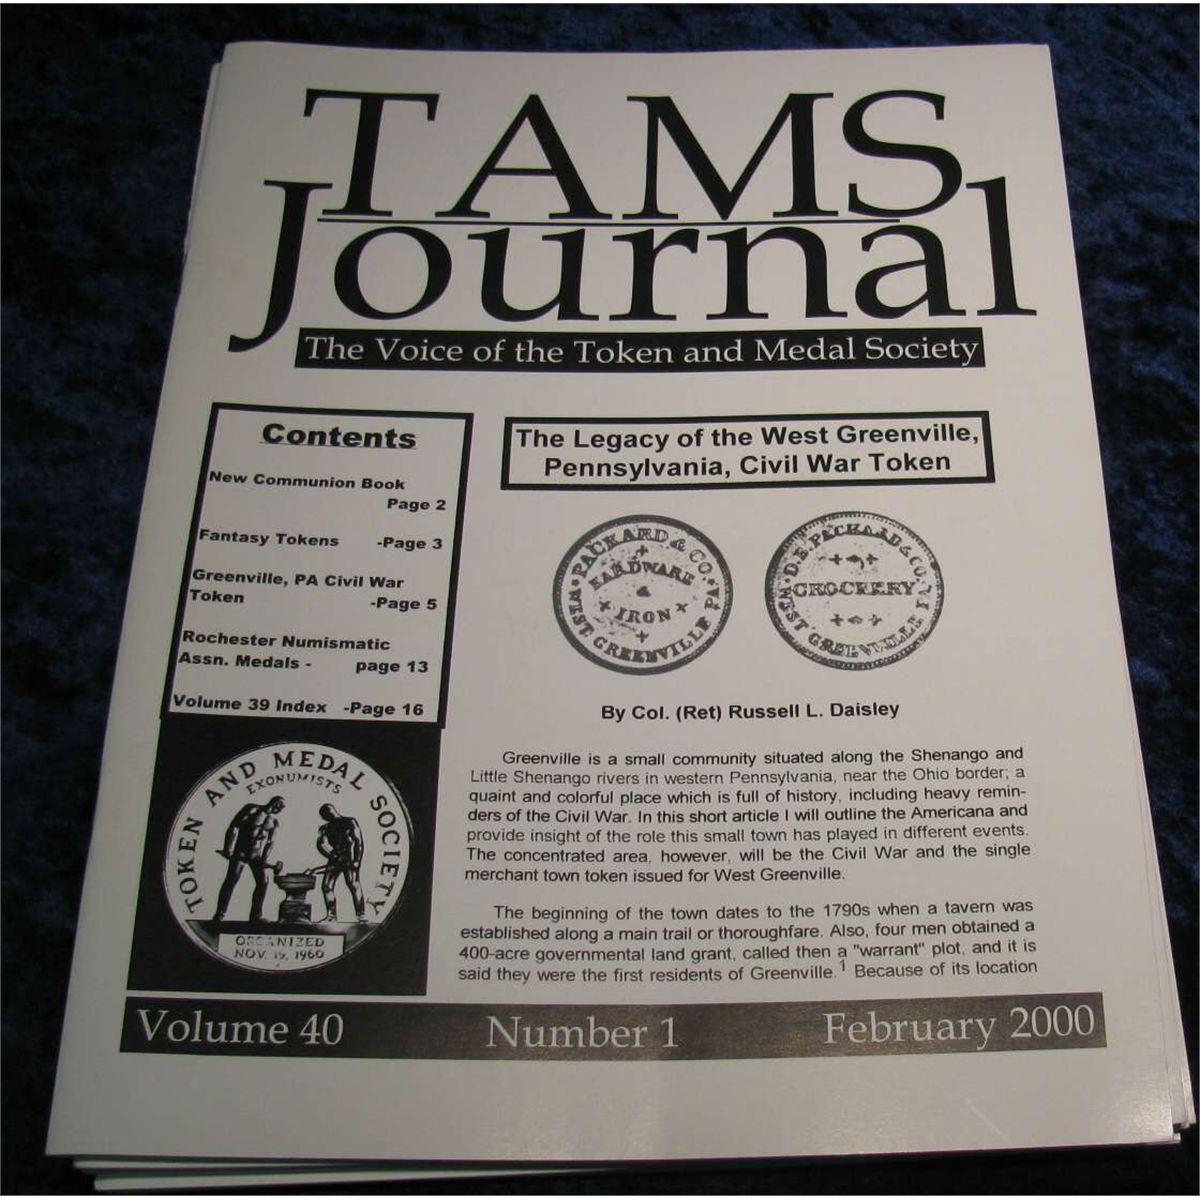 TAMS
Journal
The Voice of the Token and Medal Society
Contents
New Communion Book
Page 2
Fantasy Tokens -Page 3
Greenville, PA Civil War
Token -Page 5
Rochester Numismatic
Assn. Medals - page 13
Volume 39 Index -Page 16
TOKEN AND MEDAL SOCIETY
EXONUMISTS
ORGANIZED
NOV. 19, 1960
The Legacy of the West Greenville,
Pennsylvania, Civil War Token
PACKARD & CO.
HARDWARE
&
IRON
WEST GREENVILLE PA
D.B. PACKARD & CO.
GROCKERY
WEST GREENVILLE PA
By Col. (Ret) Russell L. Daisley
Greenville is a small community situated along the Shenango and
Little Shenango rivers in western Pennsylvania, near the Ohio border; a
quaint and colorful place which is full of history, including heavy remin-
ders of the Civil War. In this short article I will outline the Americana and
provide insight of the role this small town has played in different events.
The concentrated area, however, will be the Civil War and the single
merchant town token issued for West Greenville.
The beginning of the town dates to the 1790s when a tavern was
established along a main trail or thoroughfare. Also, four men obtained a
400-acre governmental land grant, called then a "warrant" plot, and it is
said they were the first residents of Greenville.1 Because of its location
Volume 40 Number 1 February 2000